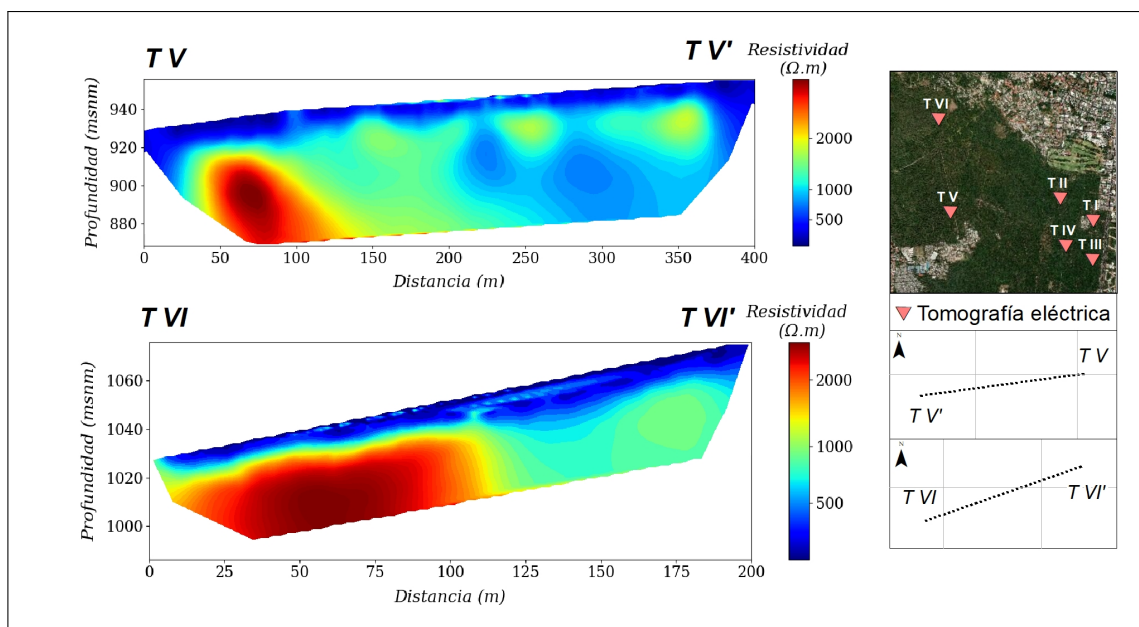 T V
T V'
Resistividad
(Ω.m)
Profundidad (msnm)
940
920
900
880
0
50
100
150
200
250
300
350
400
Distancia (m)
2000
1000
500
T VI
T VI'
Resistividad
(Ω.m)
Profundidad (msnm)
1060
1040
1020
1000
0
25
50
75
100
125
150
175
200
Distancia (m)
2000
1000
500
T VI
T V
T II
T I
T IV
T III
Tomografía eléctrica
N
T V
T V'
N
T VI
T VI'